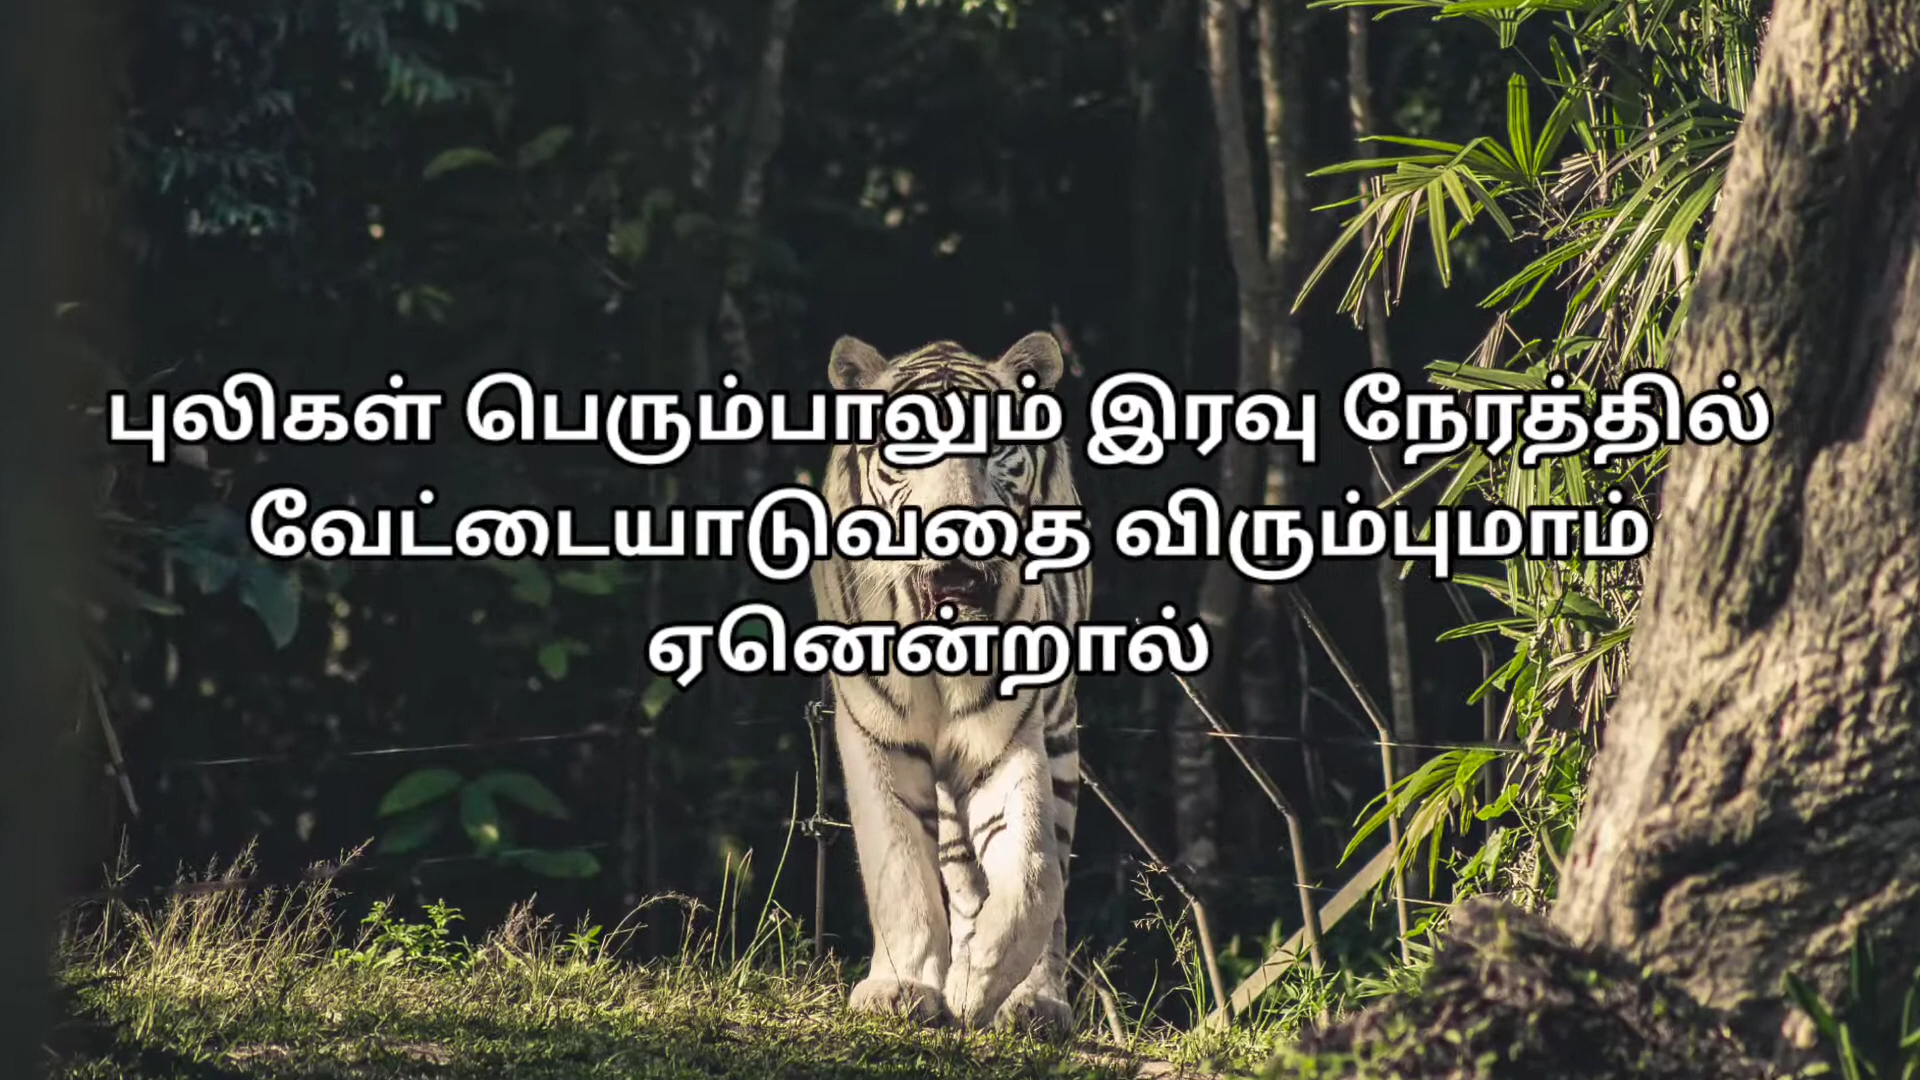 புலிகள் பெரும்பாலும் இரவு நேரத்தில்
வேட்டையாடுவதை விரும்புமாம்
ஏனென்றால்